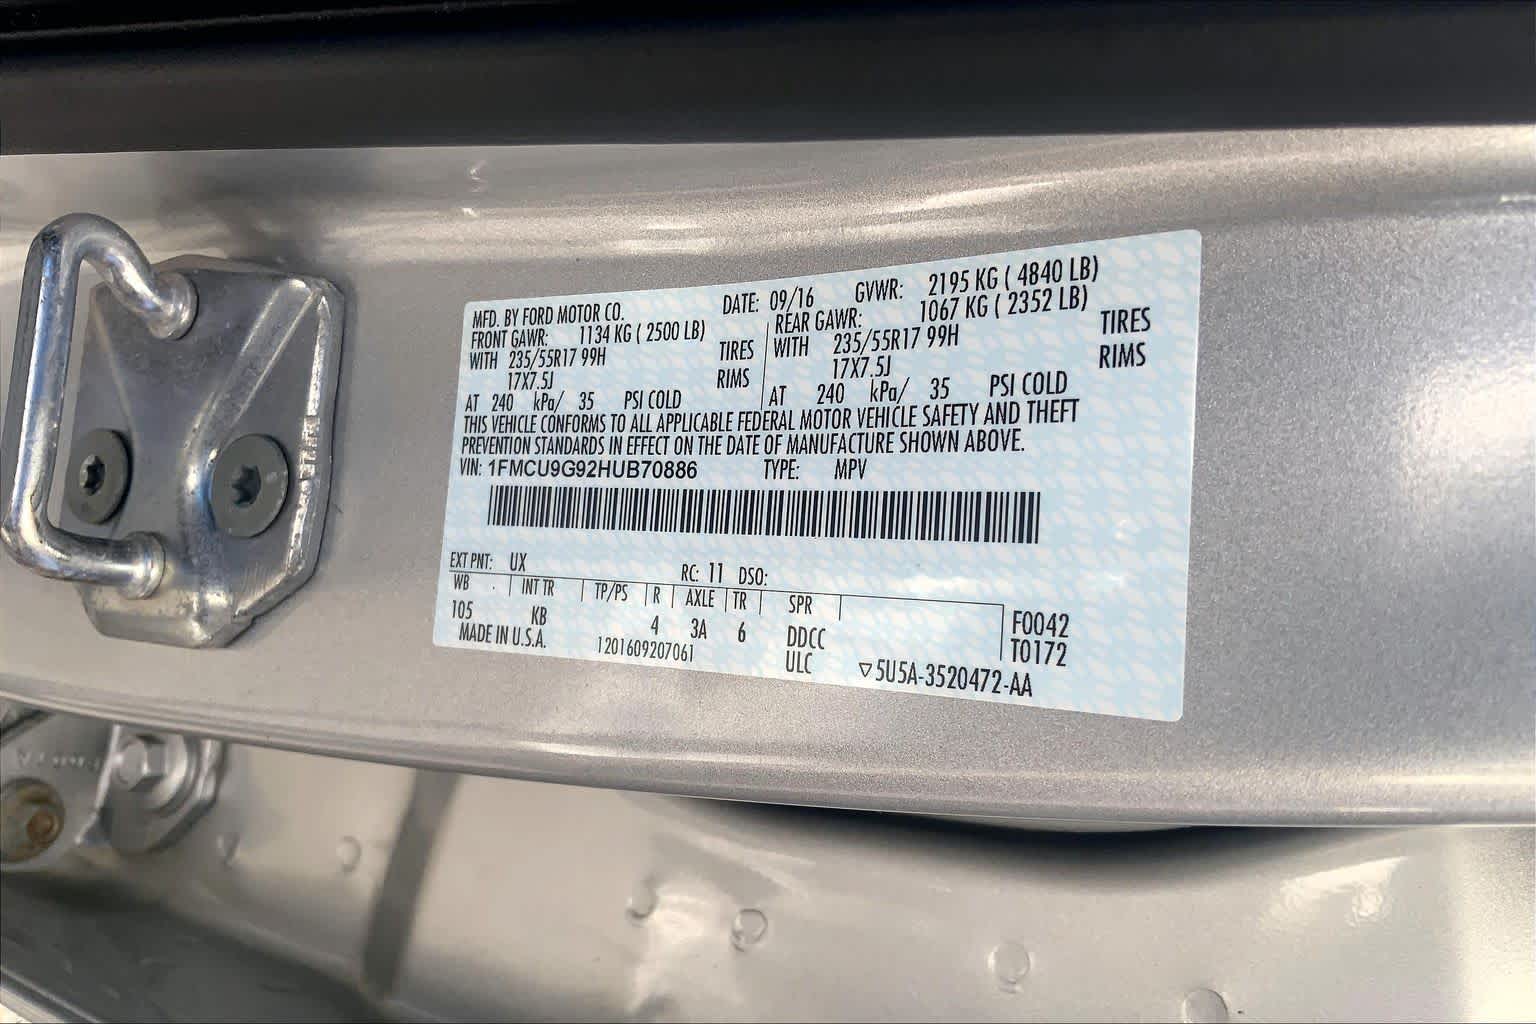 MFD. BY FORD MOTOR CO. DATE: 09/16 GVWR: 2195 KG ( 4840 LB)
FRONT GAWR: 1134 KG ( 2500 LB) REAR GAWR: 1067 KG ( 2352 LB)
WITH 235/55R17 99H TIRES WITH 235/55R17 99H TIRES
17X7.5J RIMS 17X7.5J RIMS
AT 240 kPa/ 35 PSI COLD AT 240 kPa/ 35 PSI COLD
THIS VEHICLE CONFORMS TO ALL APPLICABLE FEDERAL MOTOR VEHICLE SAFETY AND THEFT
PREVENTION STANDARDS IN EFFECT ON THE DATE OF MANUFACTURE SHOWN ABOVE.
VIN: 1FMCU9G92HUB70886 TYPE: MPV
EXT PNT: UX RC: 11 DSO:
WB INT TR TP/PS R AXLE TR SPR F0042
105 KB 4 3A 6 DDCC T0172
MADE IN U.S.A. 1201609207061 ULC ▽5U5A-3520472-AA